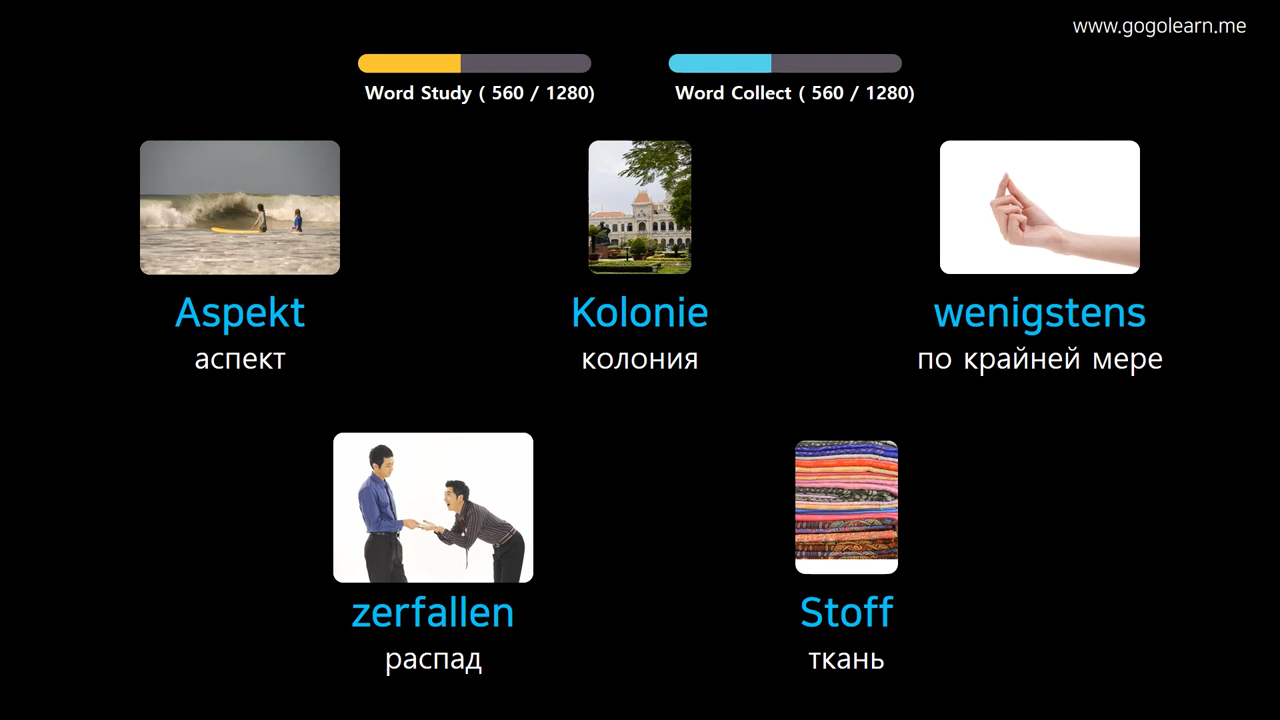 www.gogolearn.me
Word Study ( 560 / 1280)
Word Collect ( 560 / 1280)
Aspekt
аспект
Kolonie
колония
wenigstens
по крайней мере
zerfallen
распад
Stoff
ткань